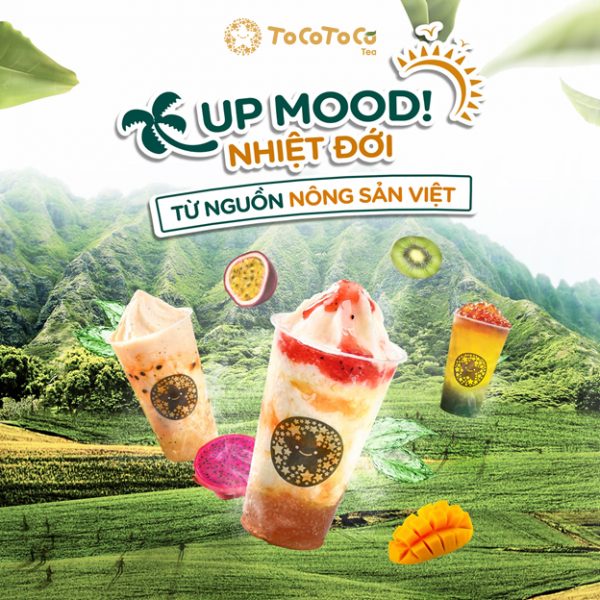 ToCoToCo
Tea
UP MOOD!
NHIỆT ĐỚI
TỪ NGUỒN NÔNG SẢN VIỆT